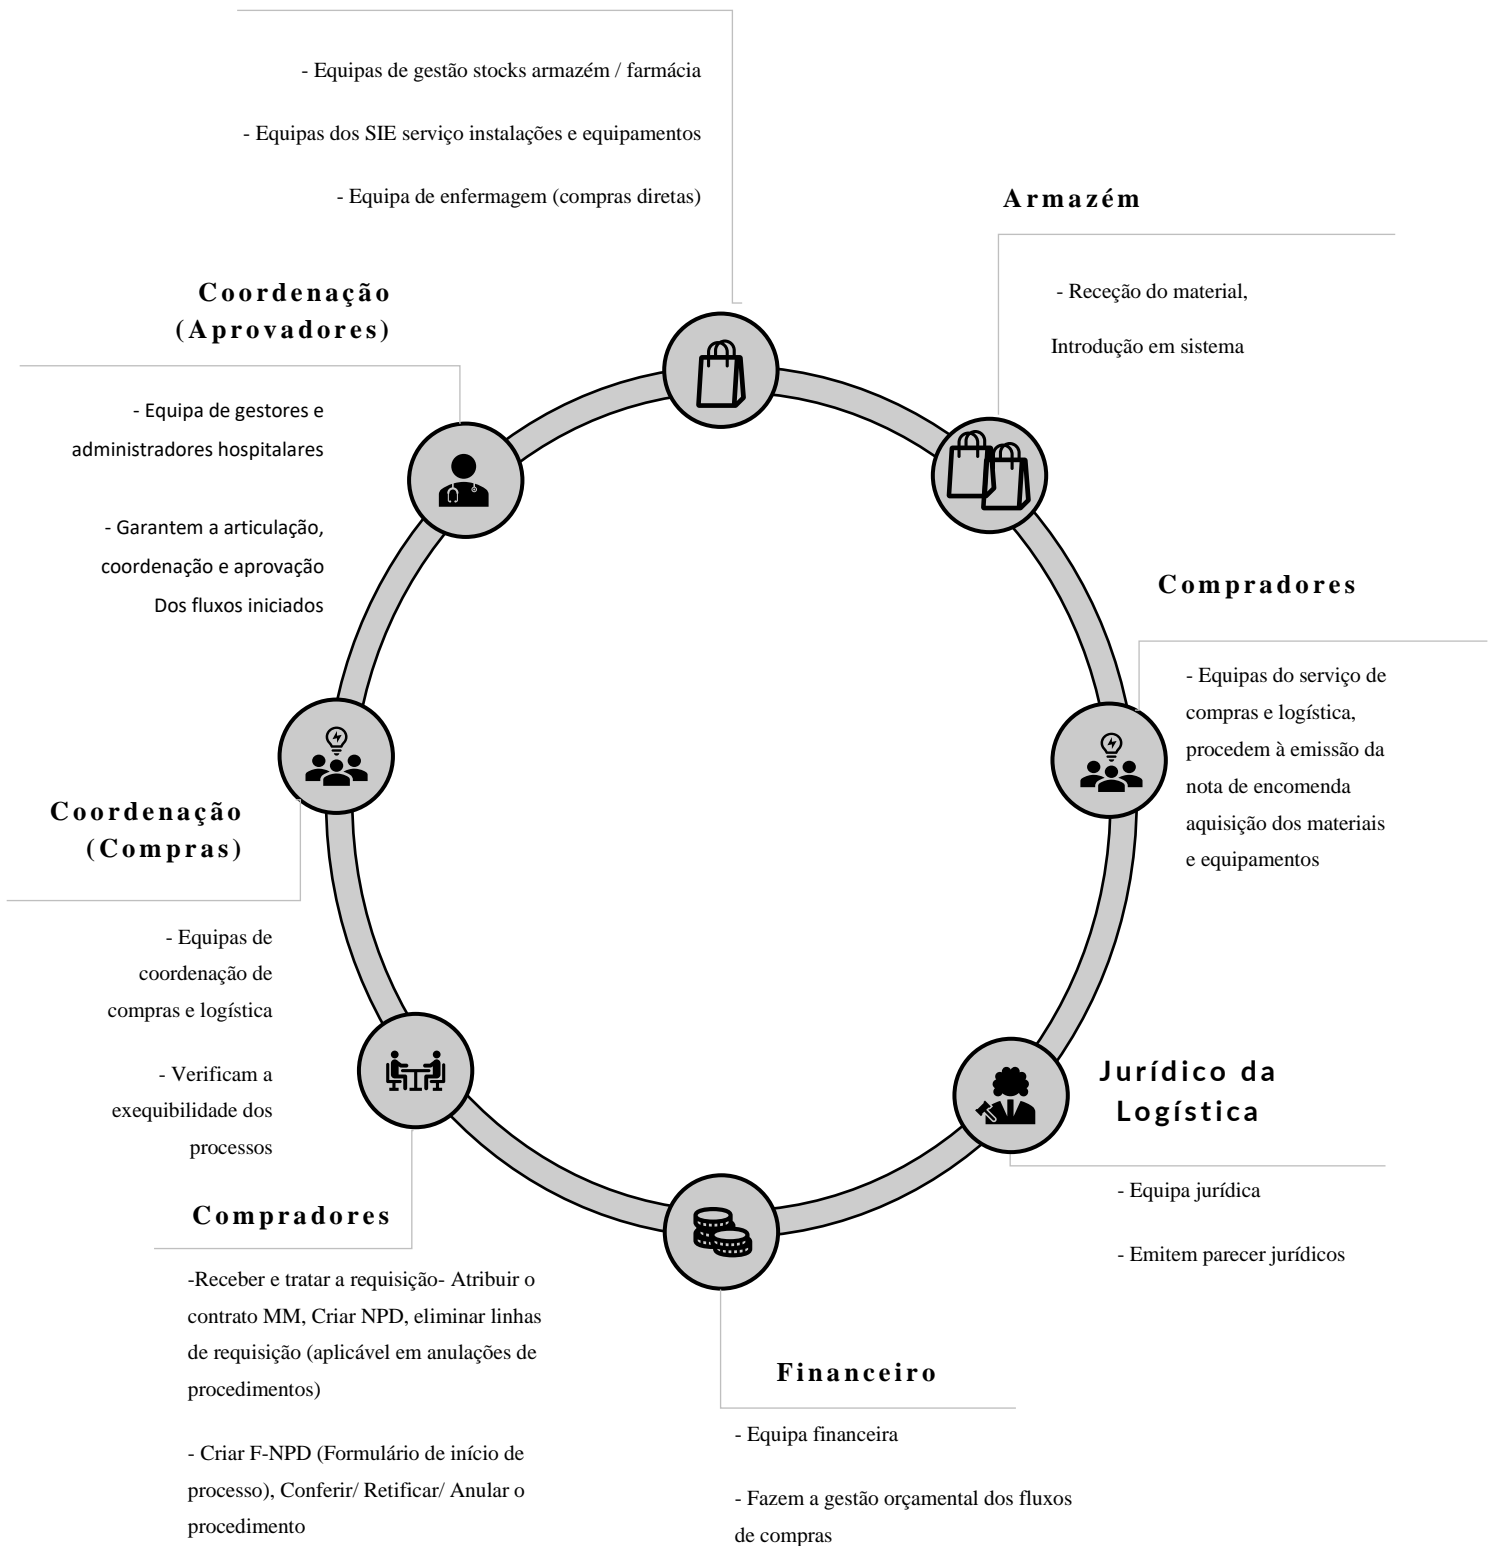 - Equipas de gestão stocks armazém / farmácia
- Equipas dos SIE serviço instalações e equipamentos
- Equipa de enfermagem (compras diretas)
Armazém
- Receção do material,
Introdução em sistema
Coordenação
(Aprovadores)
- Equipa de gestores e
administradores hospitalares
- Garantem a articulação,
coordenação e aprovação
Dos fluxos iniciados
Compradores
- Equipas do serviço de
compras e logística,
procedem à emissão da
nota de encomenda
aquisição dos materiais
e equipamentos
Coordenação
(Compras)
- Equipas de
coordenação de
compras e logística
- Verificam a
exequibilidade dos
processos
Jurídico da
Logística
- Equipa jurídica
- Emitem parecer jurídicos
Compradores
-Receber e tratar a requisição- Atribuir o
contrato MM, Criar NPD, eliminar linhas
de requisição (aplicável em anulações de
procedimentos)
- Criar F-NPD (Formulário de início de
processo), Conferir/ Retificar/ Anular o
procedimento
Financeiro
- Equipa financeira
- Fazem a gestão orçamental dos fluxos
de compras